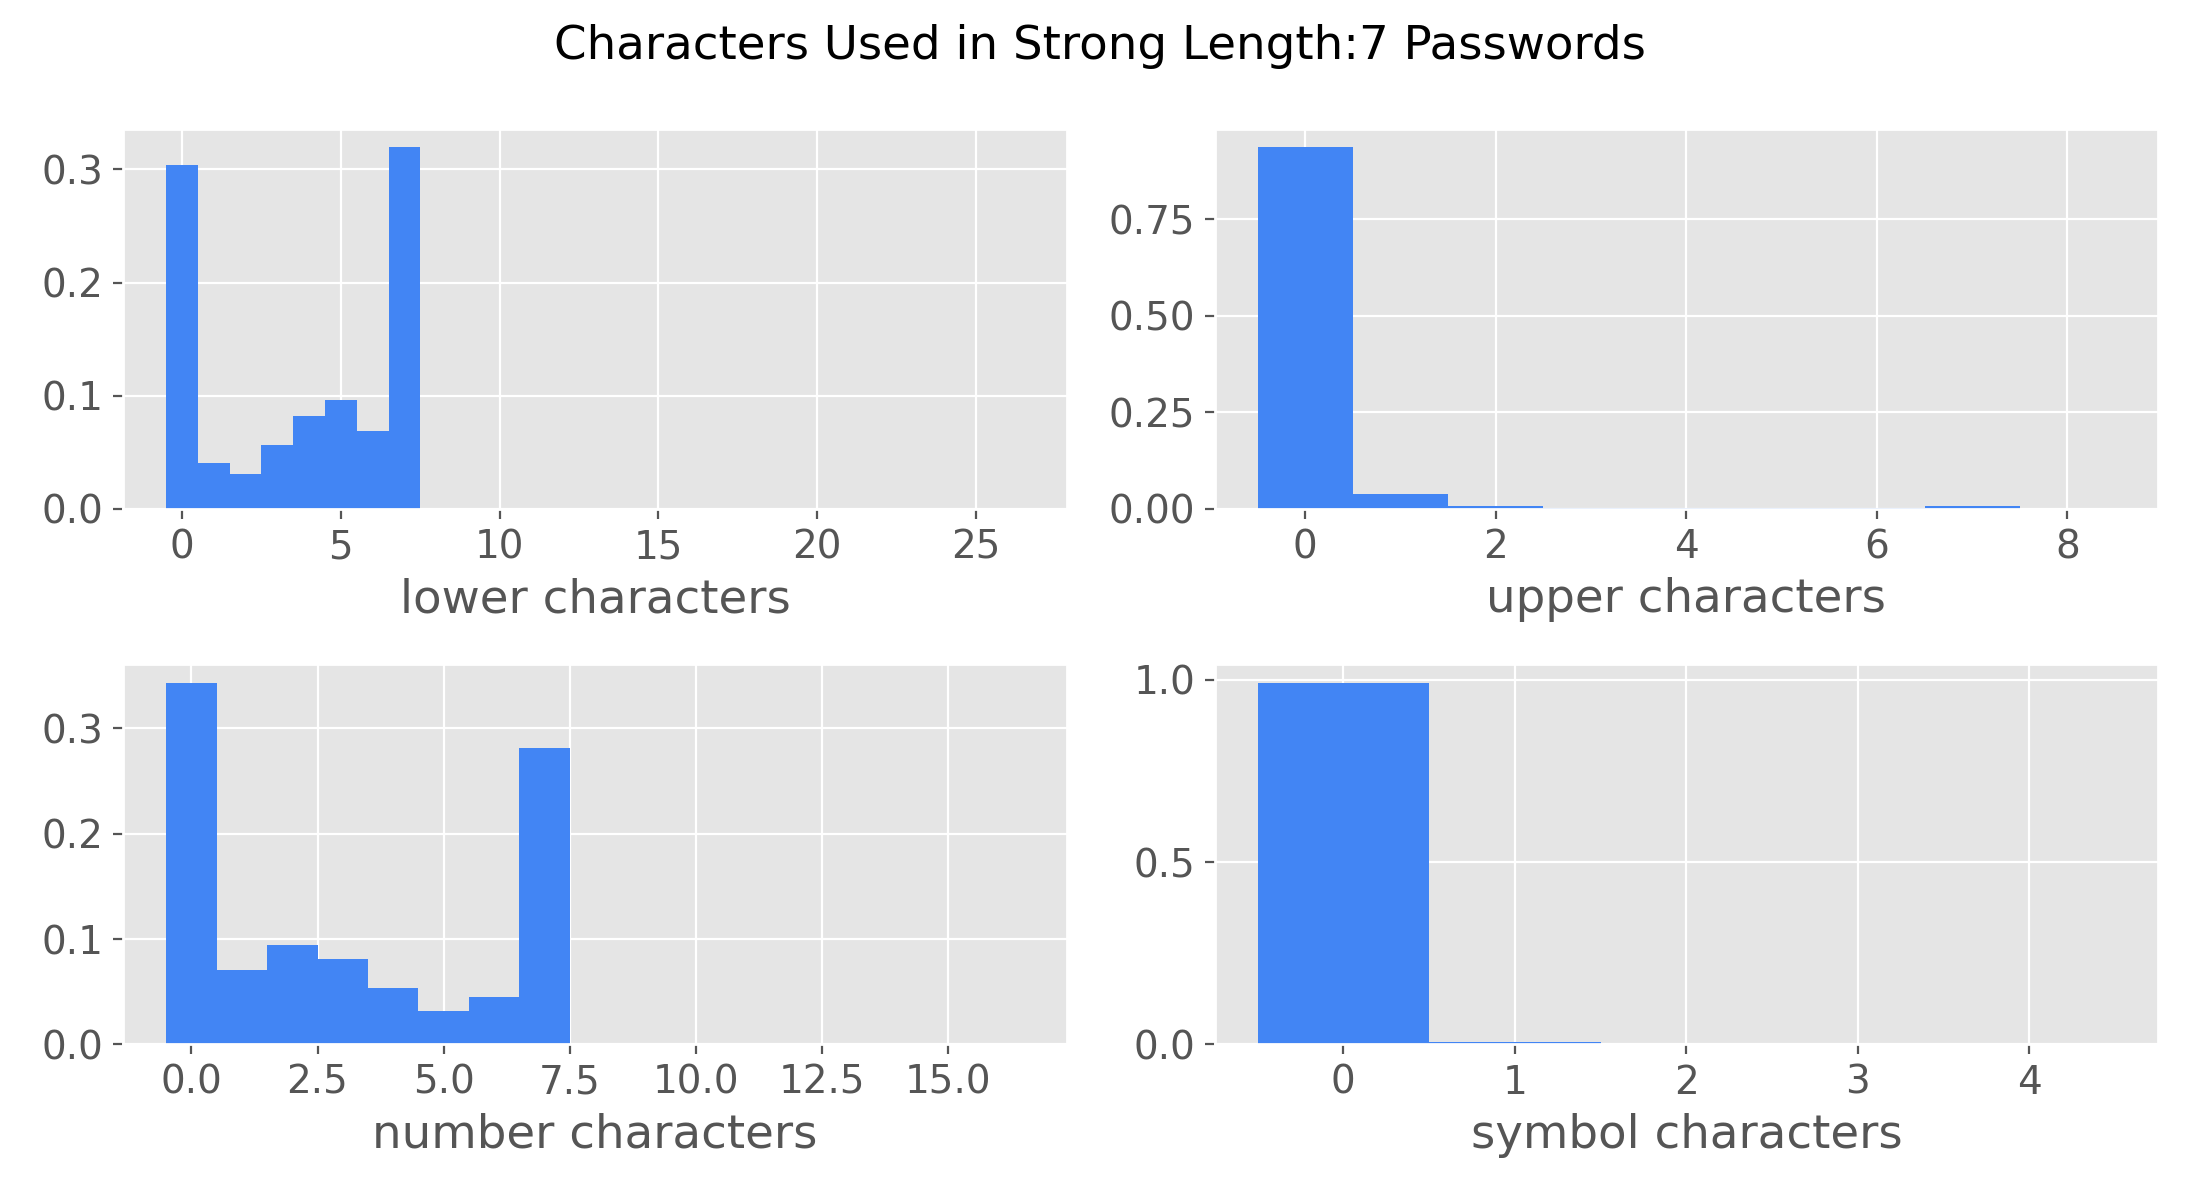 Characters Used in Strong Length:7 Passwords
0.3
0.2
0.1
0.0
0 5 10 15 20 25
lower characters
0.75
0.50
0.25
0.00
0 2 4 6 8
upper characters
0.3
0.2
0.1
0.0
0.0 2.5 5.0 7.5 10.0 12.5 15.0
number characters
1.0
0.5
0.0
0 1 2 3 4
symbol characters